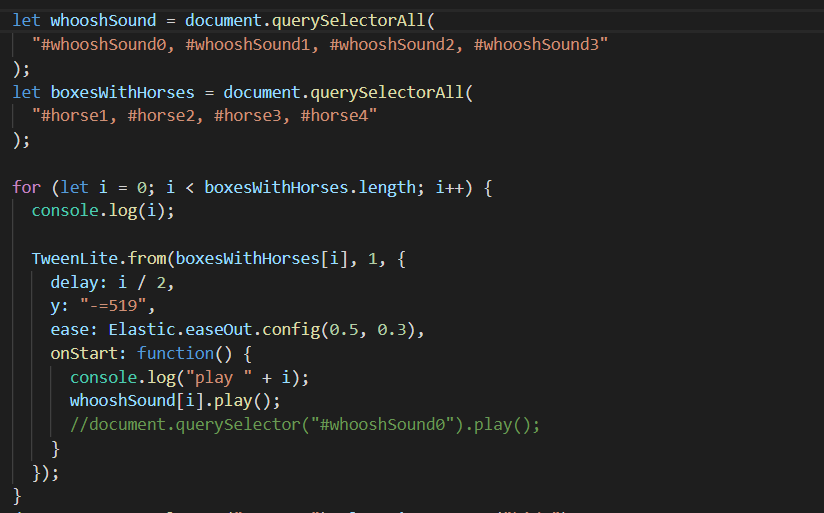 let whooshSound = document.querySelectorAll(
"#whooshSound0, #whooshSound1, #whooshSound2, #whooshSound3"
);
let boxesWithHorses = document.querySelectorAll(
"#horse1, #horse2, #horse3, #horse4"
);
for (let i = 0; i < boxesWithHorses.length; i++) {
console.log(i);
TweenLite.from(boxesWithHorses[i], 1, {
delay: i / 2,
y: "-=519",
ease: Elastic.easeOut.config(0.5, 0.3),
onStart: function() {
console.log("play " + i);
whooshSound[i].play();
//document.querySelector("#whooshSound0").play();
}
});
}